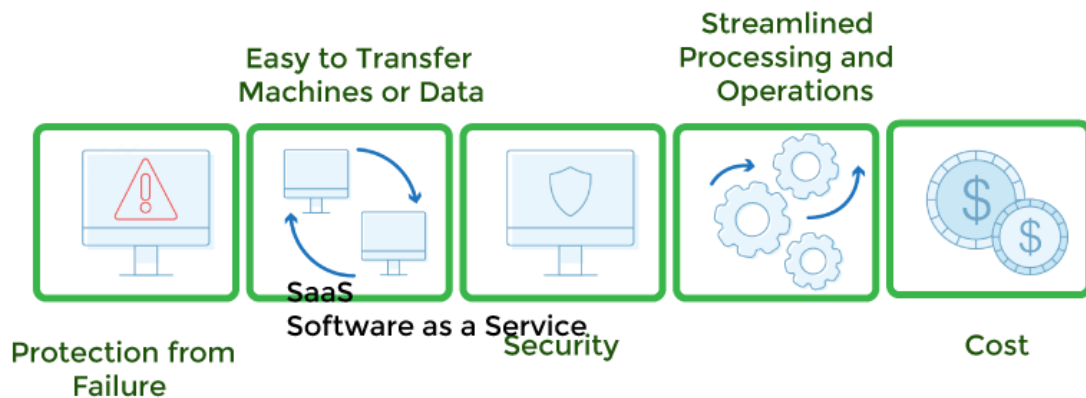 Easy to Transfer
Machines or Data
Streamlined
Processing and
Operations
$
$
SaaS
Software as a Service
Protection from
Failure
Security
Cost